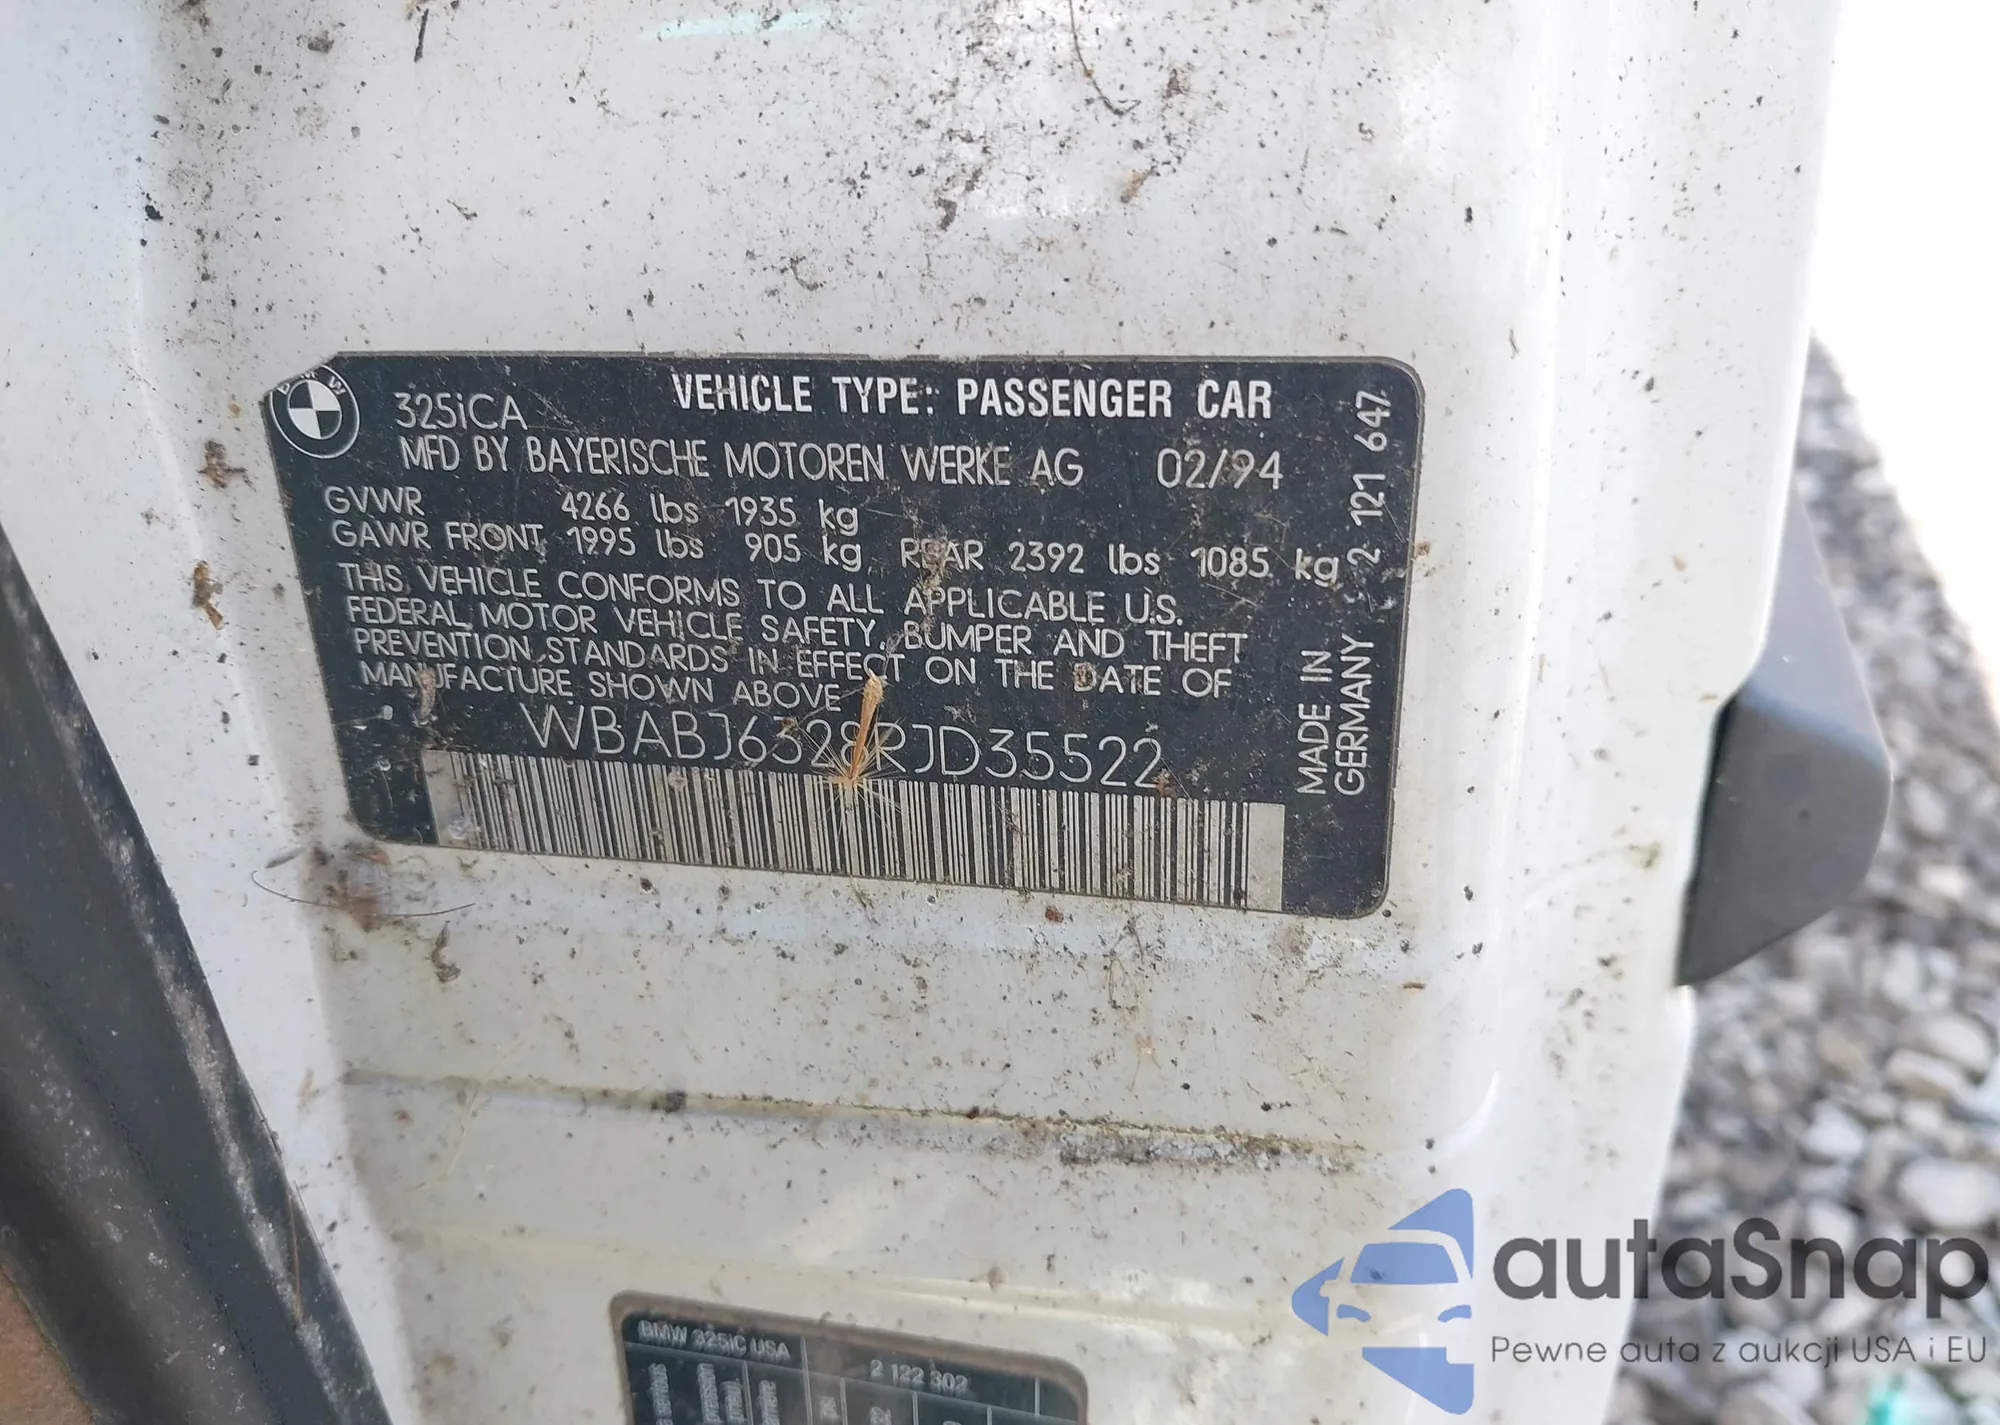 BMW
325iCA
VEHICLE TYPE: PASSENGER CAR
MFD BY BAYERISCHE MOTOREN WERKE AG 02/94
GVWR 4266 lbs 1935 kg
GAWR FRONT 1995 lbs 905 kg REAR 2392 lbs 1085 kg
THIS VEHICLE CONFORMS TO ALL APPLICABLE U.S.
FEDERAL MOTOR VEHICLE SAFETY, BUMPER AND THEFT
PREVENTION STANDARDS IN EFFECT ON THE DATE OF
MANUFACTURE SHOWN ABOVE
WBABJ6328RJD35522
MADE IN
GERMANY 2 121 647
BMW 325iC USA
2 122 302
autaSnap
Pewne auta z aukcji USA i EU